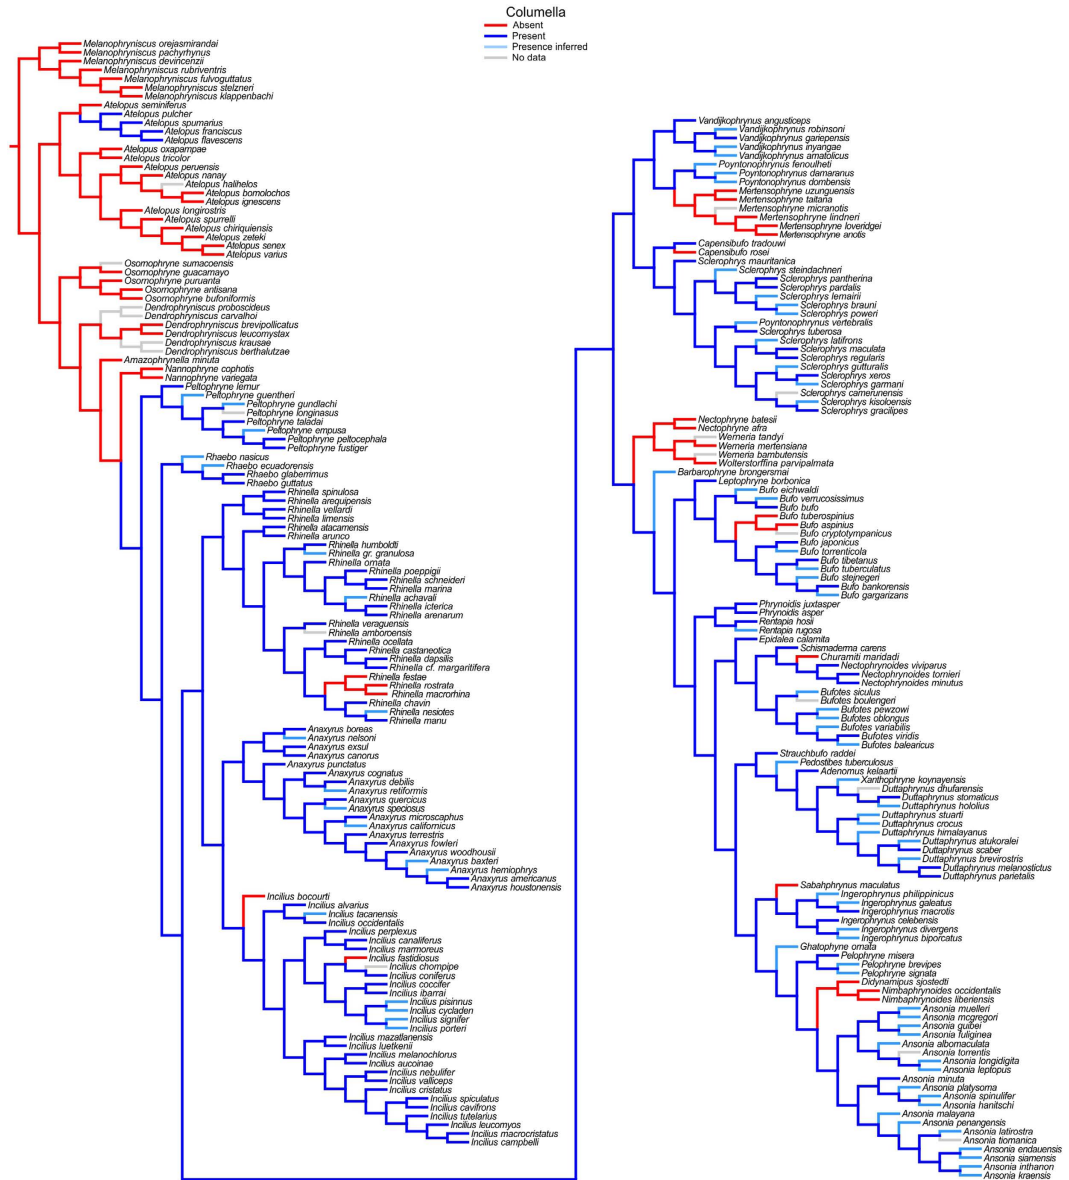 Columella
Absent
Present
Presence inferred
No data
Melanophryniscus orejasmirandai
Melanophryniscus pachyrhynus
Melanophryniscus devincenzii
Melanophryniscus rubriventris
Melanophryniscus fulvoguttatus
Melanophryniscus stelzneri
Melanophryniscus klappenbachi
Atelopus seminiferus
Atelopus pulcher
Atelopus spumarius
Atelopus franciscus
Atelopus flavescens
Atelopus oxapampae
Atelopus tricolor
Atelopus peruensis
Atelopus nanay
Atelopus halihelos
Atelopus bomolochos
Atelopus ignescens
Atelopus longirostris
Atelopus spurrelli
Atelopus chiriquiensis
Atelopus zeteki
Atelopus senex
Atelopus varius
Osornophryne sumacoensis
Osornophryne guacamayo
Osornophryne puruanta
Osornophryne antisana
Osornophryne bufoniformis
Dendrophryniscus proboscideus
Dendrophryniscus carvalhoi
Dendrophryniscus brevipollicatus
Dendrophryniscus leucomystax
Dendrophryniscus krausae
Dendrophryniscus berthalutzae
Amazophrynella minuta
Nannophryne cophotis
Nannophryne variegata
Peltophryne lemur
Peltophryne guentheri
Peltophryne gundlachi
Peltophryne longinasus
Peltophryne taladai
Peltophryne empusa
Peltophryne peltocephala
Peltophryne fustiger
Rhaebo nasicus
Rhaebo ecuadorensis
Rhaebo glaberrimus
Rhaebo guttatus
Rhinella spinulosa
Rhinella arequipensis
Rhinella vellardi
Rhinella limensis
Rhinella atacamensis
Rhinella arunco
Rhinella humboldti
Rhinella gr. granulosa
Rhinella ornata
Rhinella poeppigii
Rhinella schneideri
Rhinella marina
Rhinella achavali
Rhinella icterica
Rhinella arenarum
Rhinella veraguensis
Rhinella amboroensis
Rhinella ocellata
Rhinella castaneotica
Rhinella dapsilis
Rhinella cf. margaritifera
Rhinella festae
Rhinella rostrata
Rhinella macrorhina
Rhinella chavin
Rhinella nesiotes
Rhinella manu
Anaxyrus boreas
Anaxyrus nelsoni
Anaxyrus exsul
Anaxyrus canorus
Anaxyrus punctatus
Anaxyrus cognatus
Anaxyrus debilis
Anaxyrus retiformis
Anaxyrus quercicus
Anaxyrus speciosus
Anaxyrus microscaphus
Anaxyrus californicus
Anaxyrus terrestris
Anaxyrus fowleri
Anaxyrus woodhousii
Anaxyrus baxteri
Anaxyrus hemiophrys
Anaxyrus americanus
Anaxyrus houstonensis
Incilius bocourti
Incilius alvarius
Incilius tacanensis
Incilius occidentalis
Incilius perplexus
Incilius canaliferus
Incilius marmoreus
Incilius fastidiosus
Incilius chompipe
Incilius coniferus
Incilius coccifer
Incilius ibarrai
Incilius pisinnus
Incilius cycladen
Incilius signifer
Incilius porteri
Incilius mazatlanensis
Incilius luetkenii
Incilius melanochlorus
Incilius aucoinae
Incilius nebulifer
Incilius valliceps
Incilius cristatus
Incilius spiculatus
Incilius cavifrons
Incilius tutelarius
Incilius leucomyos
Incilius macrocristatus
Incilius campbelli
Vandijkophrynus angusticeps
Vandijkophrynus robinsoni
Vandijkophrynus gariepensis
Vandijkophrynus inyangae
Vandijkophrynus amatolicus
Poyntonophrynus fenoulheti
Poyntonophrynus damaranus
Poyntonophrynus dombensis
Mertensophryne uzunguensis
Mertensophryne taitana
Mertensophryne micranotis
Mertensophryne lindneri
Mertensophryne loveridgei
Mertensophryne anotis
Capensibufo tradouwi
Capensibufo rosei
Sclerophrys mauritanica
Sclerophrys steindachneri
Sclerophrys pantherina
Sclerophrys pardalis
Sclerophrys lemairii
Sclerophrys brauni
Sclerophrys poweri
Poyntonophrynus vertebralis
Sclerophrys tuberosa
Sclerophrys latifrons
Sclerophrys maculata
Sclerophrys regularis
Sclerophrys gutturalis
Sclerophrys xeros
Sclerophrys garmani
Sclerophrys camerunensis
Sclerophrys kisoloensis
Sclerophrys gracilipes
Nectophryne batesii
Nectophryne afra
Werneria tandyi
Werneria mertensiana
Werneria bambutensis
Wolterstorffina parvipalmata
Barbarophryne brongersmai
Leptophryne borbonica
Bufo eichwaldi
Bufo verrucosissimus
Bufo bufo
Bufo tuberospinius
Bufo aspinius
Bufo cryptotympanicus
Bufo japonicus
Bufo torrenticola
Bufo tibetanus
Bufo tuberculatus
Bufo stejnegeri
Bufo bankorensis
Bufo gargarizans
Phrynoidis juxtasper
Phrynoidis asper
Rentapia hosii
Rentapia rugosa
Epidalea calamita
Schismaderma carens
Churamiti maridadi
Nectophrynoides viviparus
Nectophrynoides tornieri
Nectophrynoides minutus
Bufotes siculus
Bufotes boulengeri
Bufotes pewzowi
Bufotes oblongus
Bufotes variabilis
Bufotes viridis
Bufotes balearicus
Strauchbufo raddei
Pedostibes tuberculosus
Adenomus kelaartii
Xanthophryne koynayensis
Duttaphrynus dhufarensis
Duttaphrynus stomaticus
Duttaphrynus hololius
Duttaphrynus stuarti
Duttaphrynus crocus
Duttaphrynus himalayanus
Duttaphrynus atukoralei
Duttaphrynus scaber
Duttaphrynus brevirostris
Duttaphrynus melanostictus
Duttaphrynus parietalis
Sabahphrynus maculatus
Ingerophrynus philippinicus
Ingerophrynus galeatus
Ingerophrynus macrotis
Ingerophrynus celebensis
Ingerophrynus divergens
Ingerophrynus biporcatus
Ghatophyne ornata
Pelophryne misera
Pelophryne brevipes
Pelophryne signata
Didynamipus sjostedti
Nimbaphrynoides occidentalis
Nimbaphrynoides liberiensis
Ansonia muelleri
Ansonia mcgregori
Ansonia guibei
Ansonia fuliginea
Ansonia albomaculata
Ansonia torrentis
Ansonia longidigita
Ansonia leptopus
Ansonia minuta
Ansonia platysoma
Ansonia spinulifer
Ansonia hanitschi
Ansonia malayana
Ansonia penangensis
Ansonia latirostra
Ansonia tiomanica
Ansonia endauensis
Ansonia siamensis
Ansonia inthanon
Ansonia kraensis